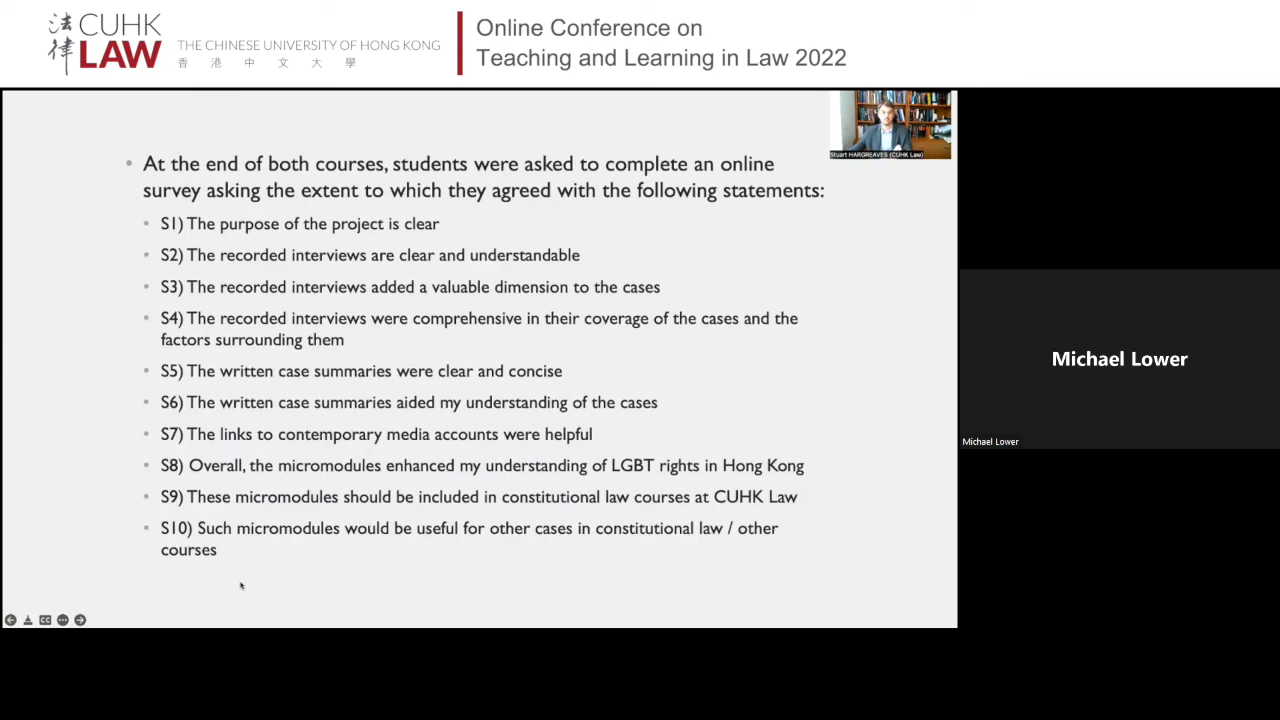 法律 CUHK LAW
THE CHINESE UNIVERSITY OF HONG KONG
香港中文大學
Online Conference on
Teaching and Learning in Law 2022
Stuart HARGREAVES (CUHK Law)
• At the end of both courses, students were asked to complete an online
survey asking the extent to which they agreed with the following statements:
• S1) The purpose of the project is clear
• S2) The recorded interviews are clear and understandable
• S3) The recorded interviews added a valuable dimension to the cases
• S4) The recorded interviews were comprehensive in their coverage of the cases and the
factors surrounding them
• S5) The written case summaries were clear and concise
• S6) The written case summaries aided my understanding of the cases
• S7) The links to contemporary media accounts were helpful
• S8) Overall, the micromodules enhanced my understanding of LGBT rights in Hong Kong
• S9) These micromodules should be included in constitutional law courses at CUHK Law
• S10) Such micromodules would be useful for other cases in constitutional law / other
courses
CC
Michael Lower
Michael Lower